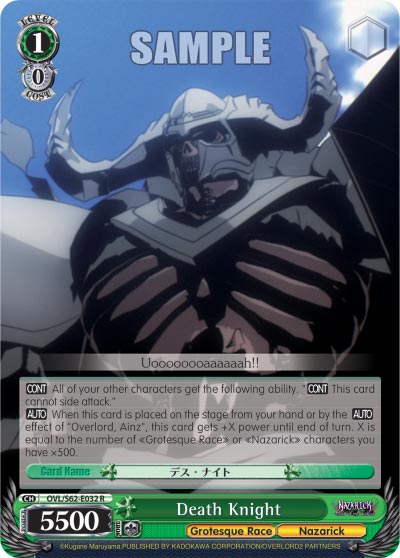 LEVEL
1
0
COST
SAMPLE
Uoooooooaaaaaah!!
CONT All of your other characters get the following ability. "CONT This card
cannot side attack."
AUTO When this card is placed on the stage from your hand or by the AUTO
effect of "Overlord, Ainz", this card gets +X power until end of turn. X is
equal to the number of «Grotesque Race» or «Nazarick» characters you
have ×500.
Card Name デス・ナイト
CH OVL/S62-E032 R
POWER 5500 SOUL Death Knight NAZARICK
Grotesque Race Nazarick
©Kugane Maruyama,PUBLISHED BY KADOKAWA CORPORATION/OVERLORD2 PARTNERS